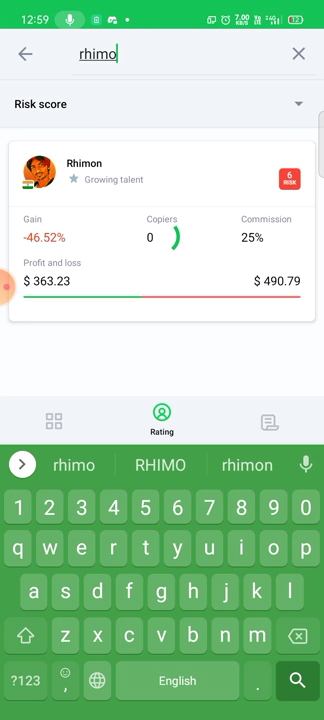 12:59 7.00 KB/S 12
rhimo
Risk score
Rhimon
Growing talent
6
RISK
Gain Copiers Commission
-46.52% 0 25%
Profit and loss
$ 363.23 $ 490.79
Rating
rhimo RHIMO rhimon
1 2 3 4 5 6 7 8 9 0
q w e r t y u i o p
a s d f g h j k l
z x c v b n m
?123 , English .